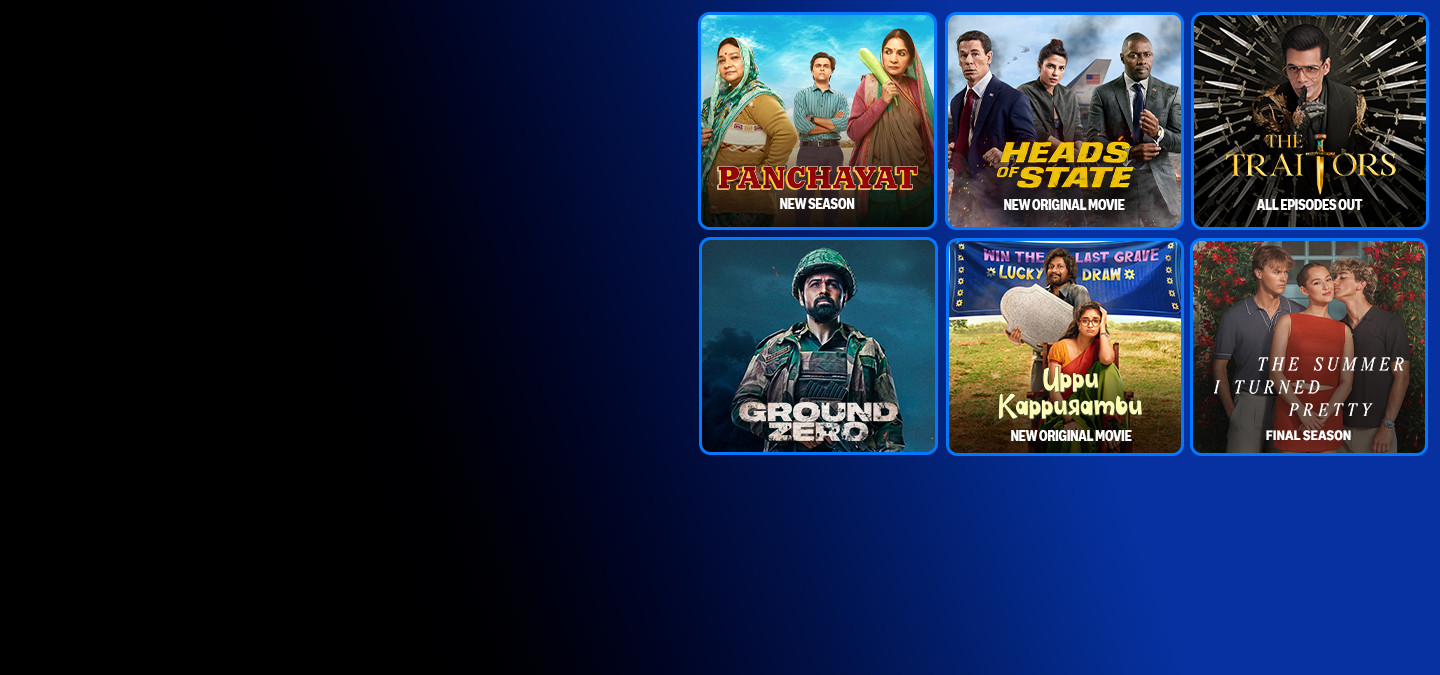 PANCHAYAT
NEW SEASON
HEADS
OF STATE
NEW ORIGINAL MOVIE
THE
TRAITORS
ALL EPISODES OUT
GROUND
ZERO
WIN THE LAST GRAVE
LUCKY DRAW
Uppu
Kappurambu
NEW ORIGINAL MOVIE
THE SUMMER
I TURNED
PRETTY
FINAL SEASON